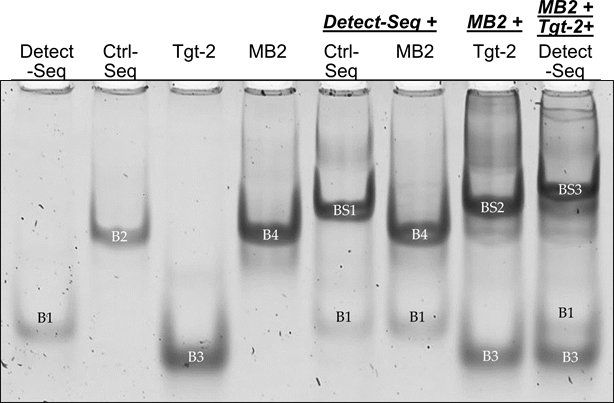 Detect-Seq +
MB2 +
MB2 +
Tgt-2+
Detect
-Seq
Ctrl-
Seq
Tgt-2
MB2
Ctrl-
Seq
MB2
Tgt-2
Detect
-Seq
BS3
BS1
BS2
B2
B4
B4
B1
B1
B1
B1
B3
B3
B3